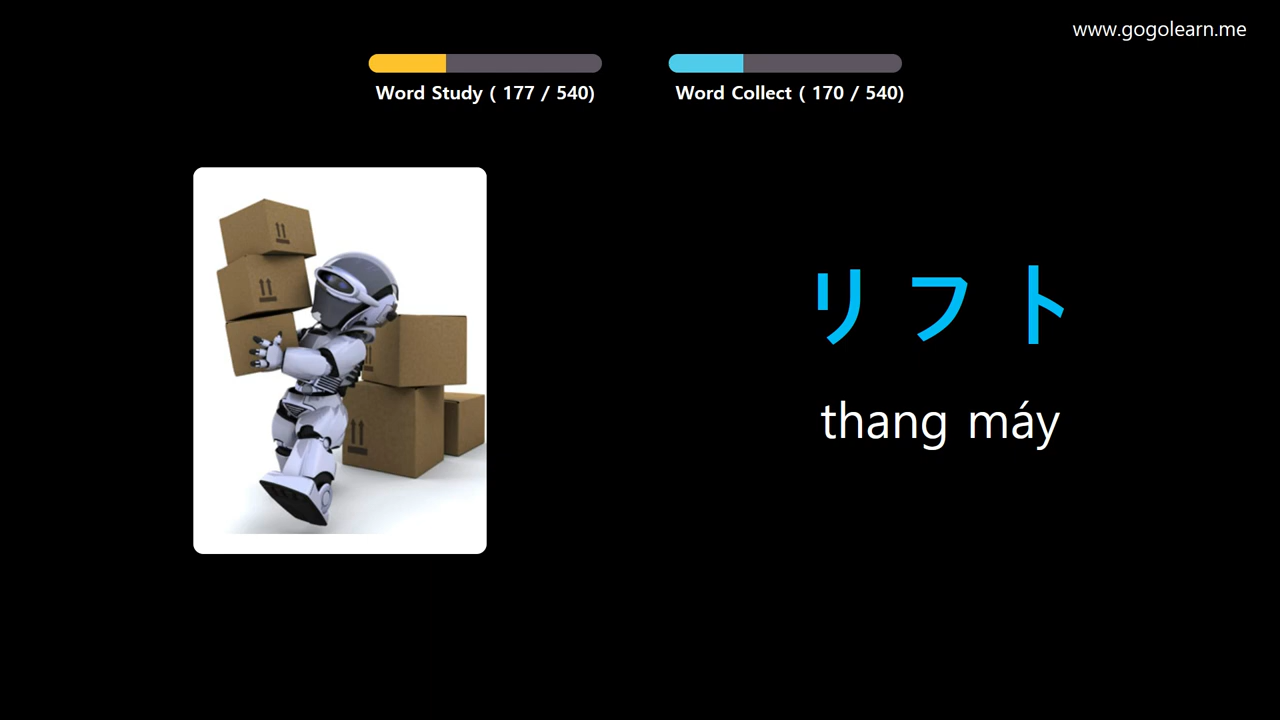 www.gogolearn.me
Word Study ( 177 / 540)
Word Collect ( 170 / 540)
リフト
thang máy